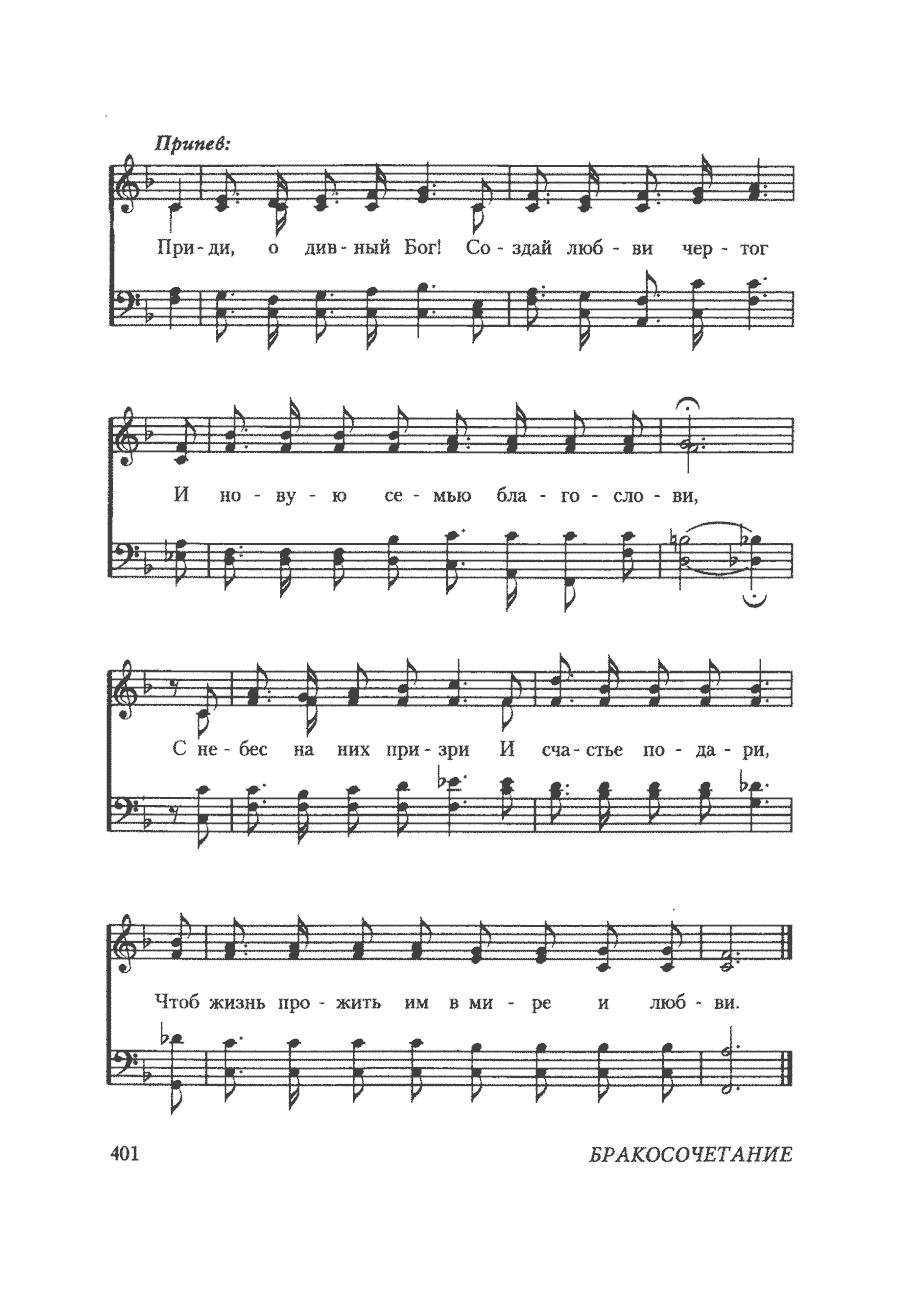 Припев:
При - ди, о див - ный Бог! Со - здай люб - ви чер - тог
И но - ву - ю се - мью бла - го - сло - ви,
С не - бес на них при - зри И сча - стье по - да - ри,
Чтоб жизнь про - жить им в ми - ре и люб - ви.
401 БРАКОСОЧЕТАНИЕ